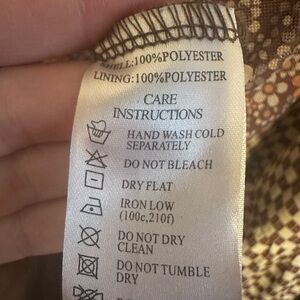 SHELL:100%POLYESTER
LINING:100%POLYESTER
CARE
INSTRUCTIONS
HAND WASH COLD
SEPARATELY
DO NOT BLEACH
DRY FLAT
IRON LOW
(100c,210f)
DO NOT DRY
CLEAN
DO NOT TUMBLE
DRY